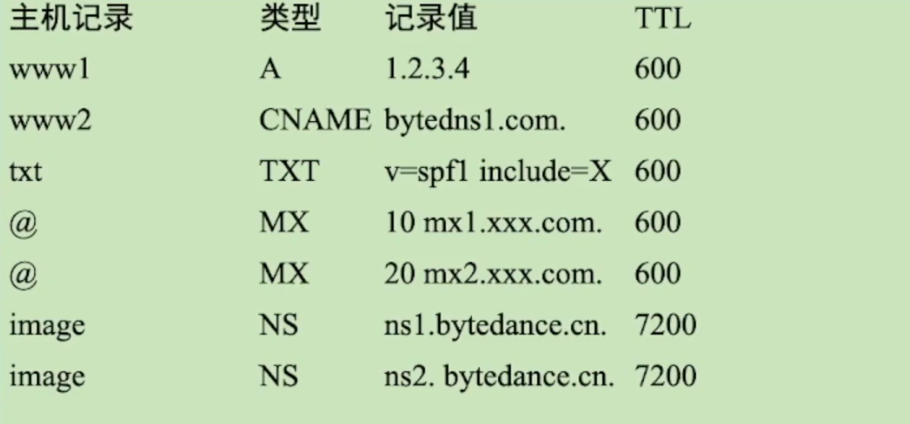 主机记录 类型 记录值 TTL
www1 A 1.2.3.4 600
www2 CNAME bytedns1.com. 600
txt TXT v=spf1 include=X 600
@ MX 10 mx1.xxx.com. 600
@ MX 20 mx2.xxx.com. 600
image NS ns1.bytedance.cn. 7200
image NS ns2. bytedance.cn. 7200